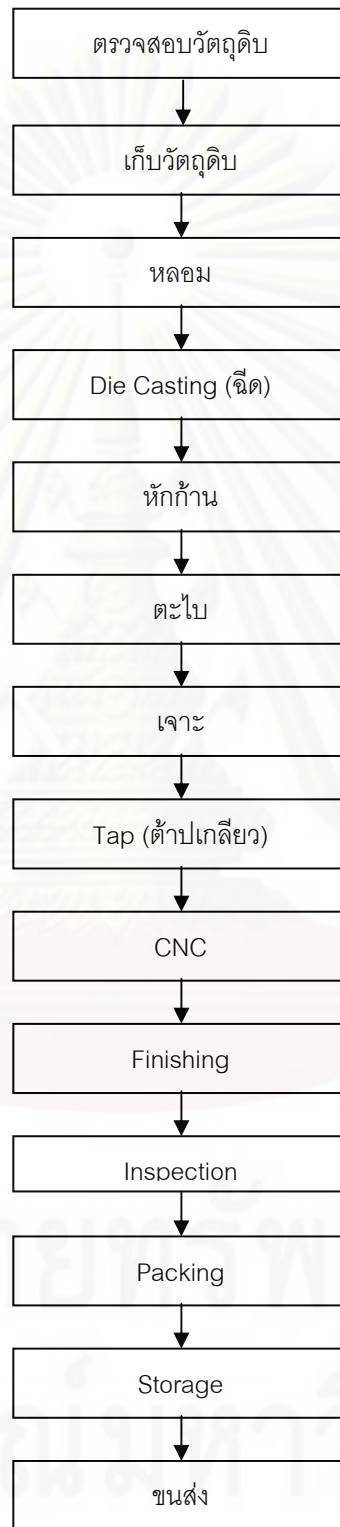 ตรวจสอบวัตถุดิบ
เก็บวัตถุดิบ
หลอม
Die Casting (ฉีด)
หักก้าน
ตะไบ
เจาะ
Tap (ต้าปเกลียว)
CNC
Finishing
Inspection
Packing
Storage
ขนส่ง